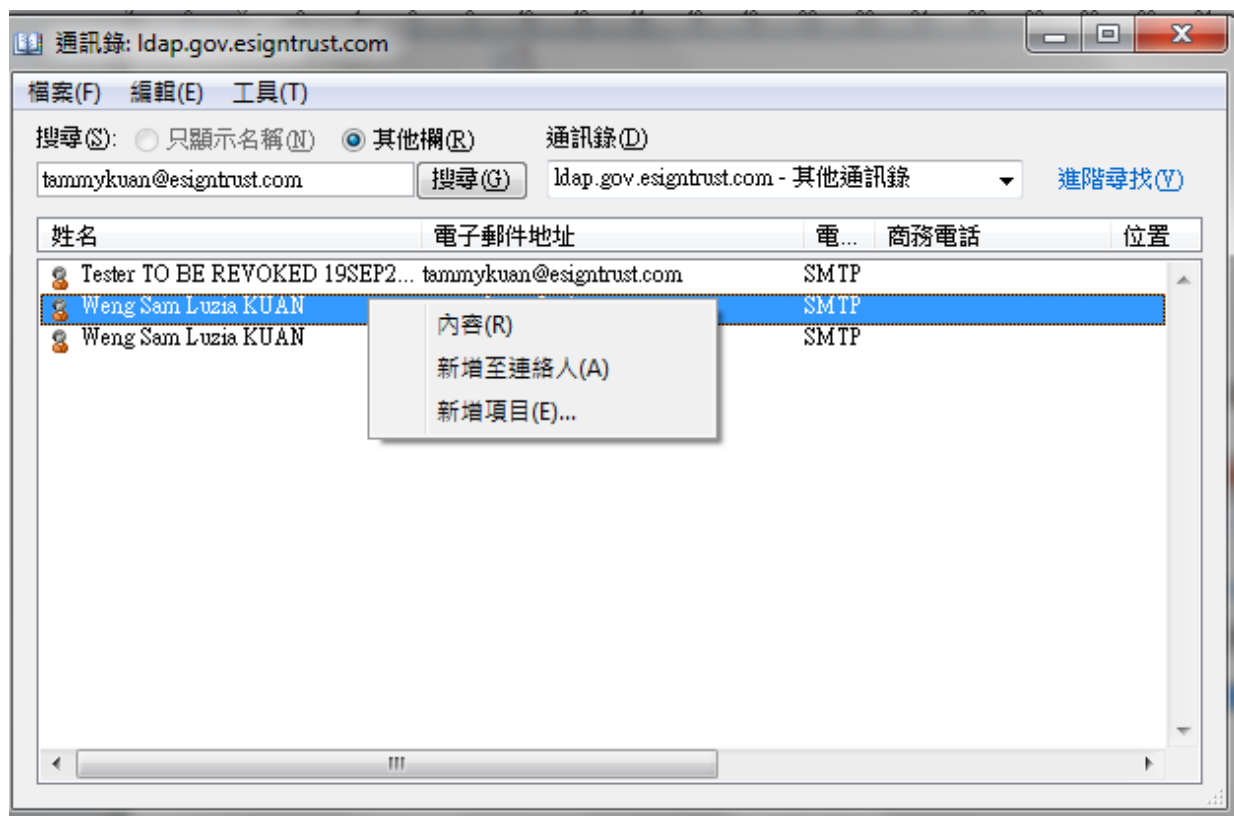 通訊錄: ldap.gov.esigntrust.com
檔案(F) 編輯(E) 工具(T)
搜尋(S): 只顯示名稱(N) 其他欄(R) 通訊錄(D)
tammykuan@esigntrust.com 搜尋(G) ldap.gov.esigntrust.com - 其他通訊錄 進階尋找(V)
姓名 電子郵件地址 電... 商務電話 位置
Tester TO BE REVOKED 19SEP2... tammykuan@esigntrust.com SMTP
Weng Sam Luzia KUAN SMTP
Weng Sam Luzia KUAN SMTP
內容(R)
新增至連絡人(A)
新增項目(E)...